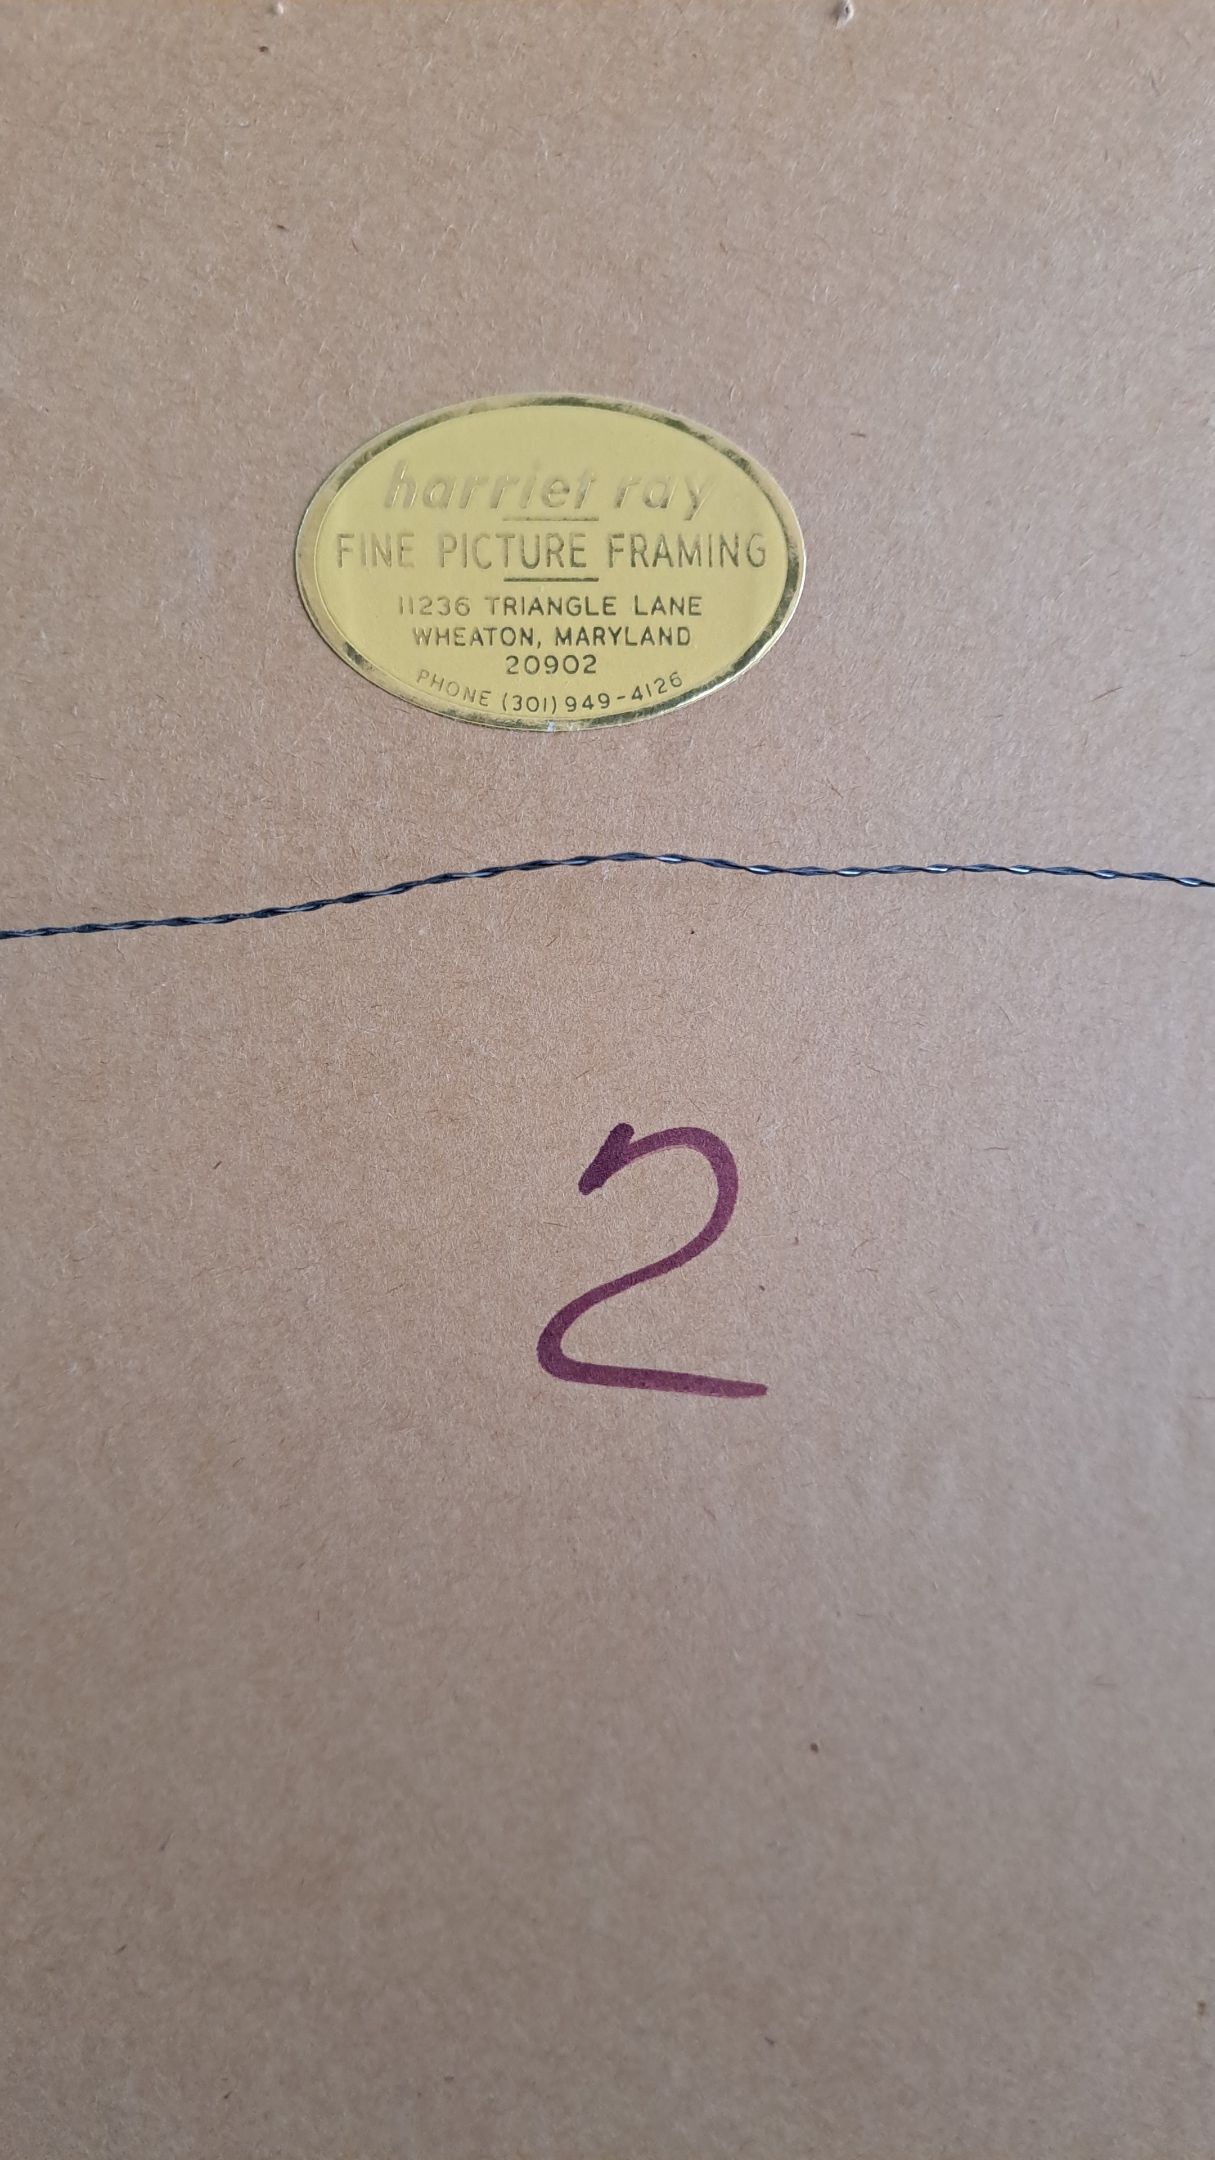 harriet ray
FINE PICTURE FRAMING
11236 TRIANGLE LANE
WHEATON, MARYLAND
20902
PHONE (301) 949-4126
2